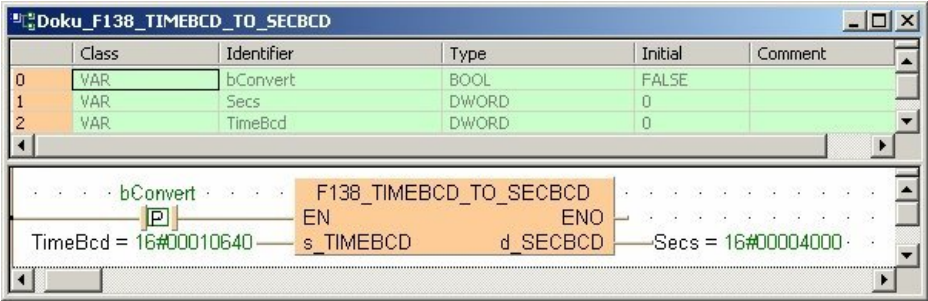 Doku_F138_TIMEBCD_TO_SECBCD
Class Identifier Type Initial Comment
0 VAR bConvert BOOL FALSE
1 VAR Secs DWORD 0
2 VAR TimeBcd DWORD 0
bConvert F138_TIMEBCD_TO_SECBCD
P EN ENO
TimeBcd = 16#00010640 s_TIMEBCD d_SECBCD Secs = 16#00004000